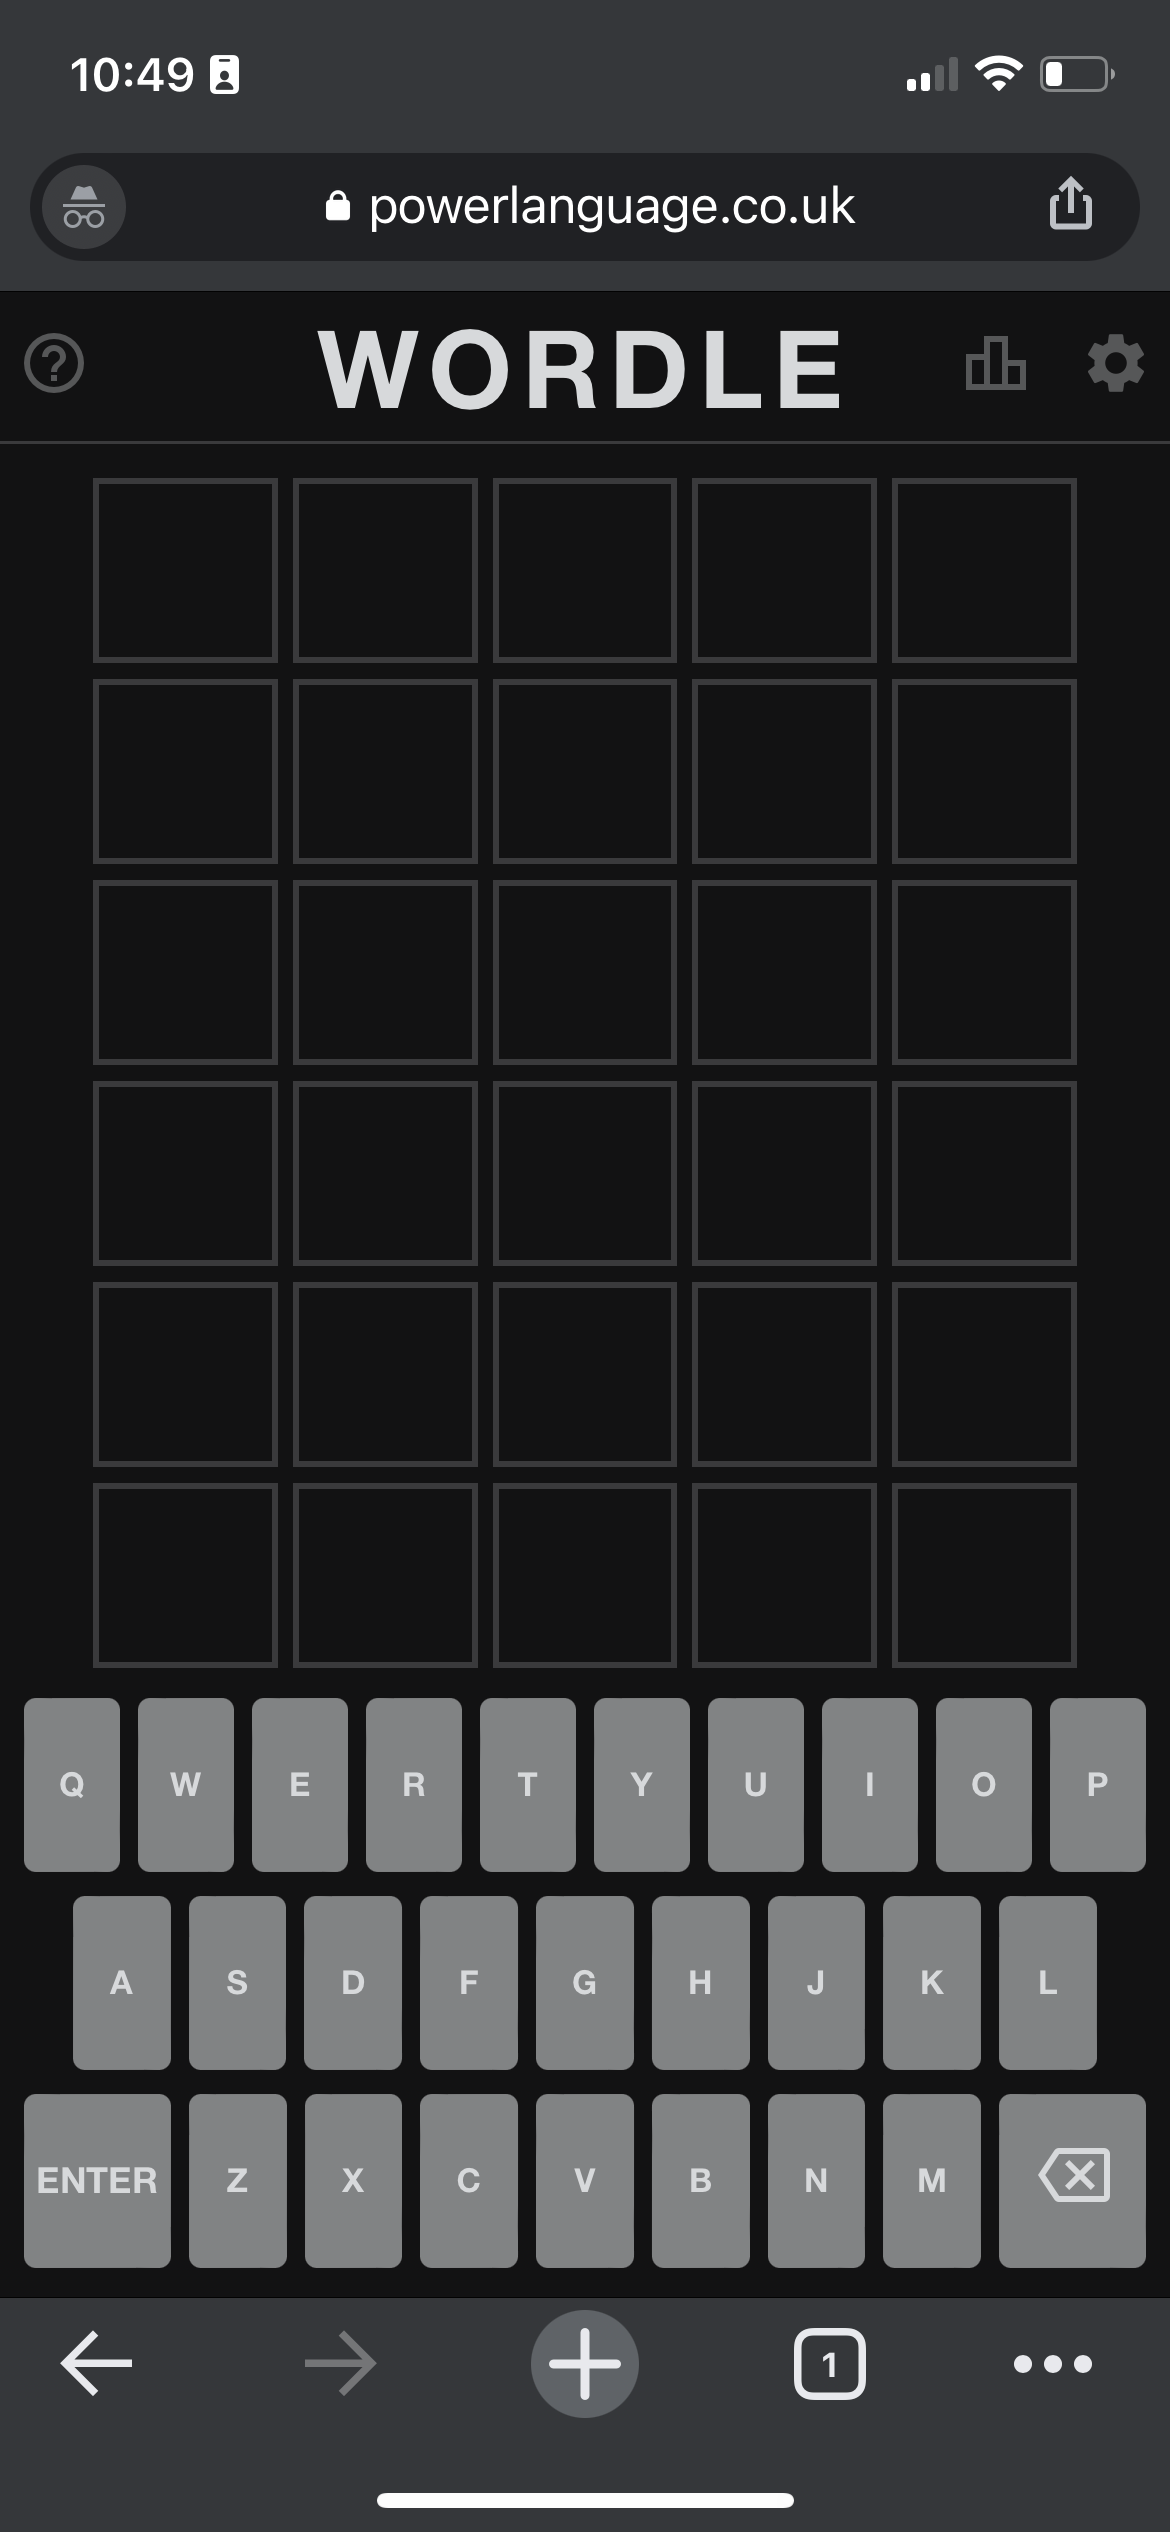 10:49
powerlanguage.co.uk
WORDLE
Q W E R T Y U I O P
A S D F G H J K L
ENTER Z X C V B N M
1